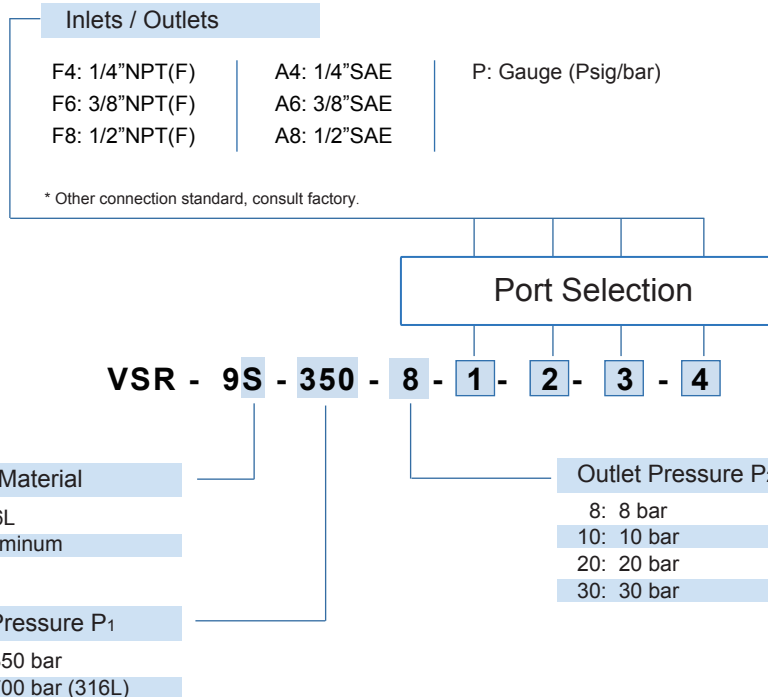 Inlets / Outlets
F4: 1/4”NPT(F) A4: 1/4”SAE P: Gauge (Psig/bar)
F6: 3/8”NPT(F) A6: 3/8”SAE
F8: 1/2”NPT(F) A8: 1/2”SAE
* Other connection standard, consult factory.
Port Selection
VSR - 9S - 350 - 8 - 1 - 2 - 3 - 4
Material
Outlet Pressure
8: 8 bar
10: 10 bar
20: 20 bar
30: 30 bar
Pressure P1
bar
bar (316L)